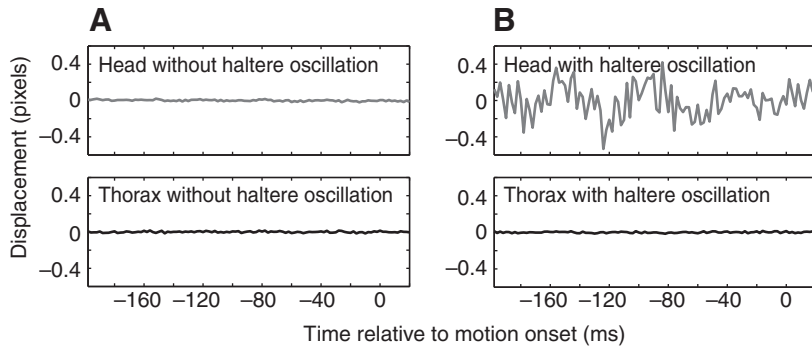 A
B
Displacement (pixels)
0.4
0
−0.4
Head without haltere oscillation
0.4
0
−0.4
Head with haltere oscillation
0.4
0
−0.4
Thorax without haltere oscillation
0.4
0
−0.4
Thorax with haltere oscillation
−160 −120 −80 −40 0
−160 −120 −80 −40 0
Time relative to motion onset (ms)